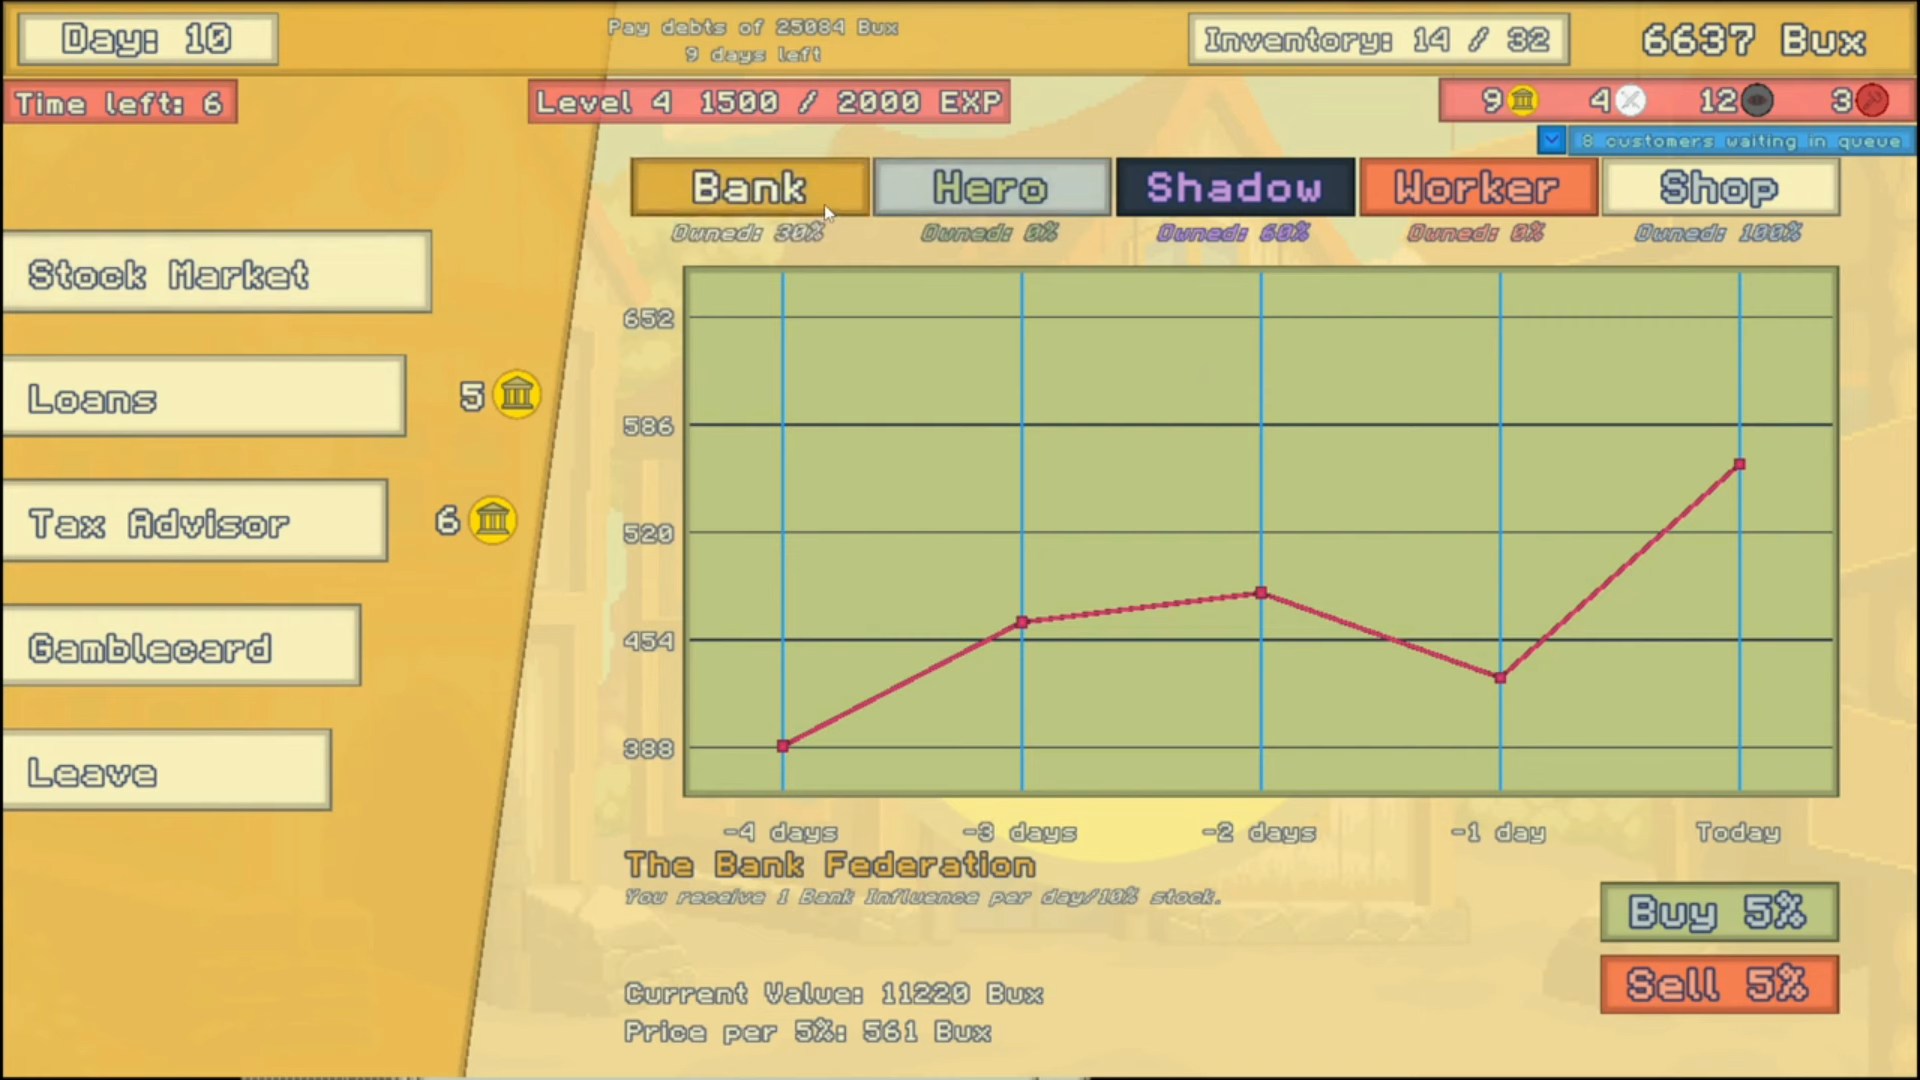 Day: 10
Pay debts of 25084 Bux
9 days left
Inventory: 14 / 32
6637 Bux
Time left: 6
Level 4 1500 / 2000 EXP
9 4 12 3
8 customers waiting in queue
Bank Hero Shadow Worker Shop
Owned: 30% Owned: 0% Owned: 60% Owned: 0% Owned: 100%
Stock Market
Loans 5
Tax Advisor 6
Gamblecard
Leave
652
586
520
454
388
-4 days -3 days -2 days -1 day Today
The Bank Federation
You receive 1 Bank Influence per day/10% stock.
Buy 5%
Sell 5%
Current Value: 11220 Bux
Price per 5%: 561 Bux